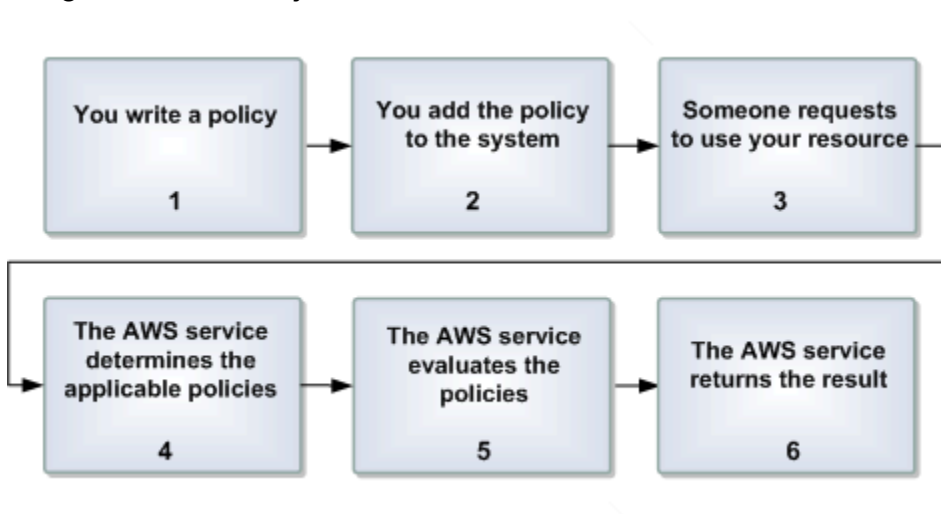 You write a policy
1
You add the policy
to the system
2
Someone requests
to use your resource
3
The AWS service
determines the
applicable policies
4
The AWS service
evaluates the
policies
5
The AWS service
returns the result
6